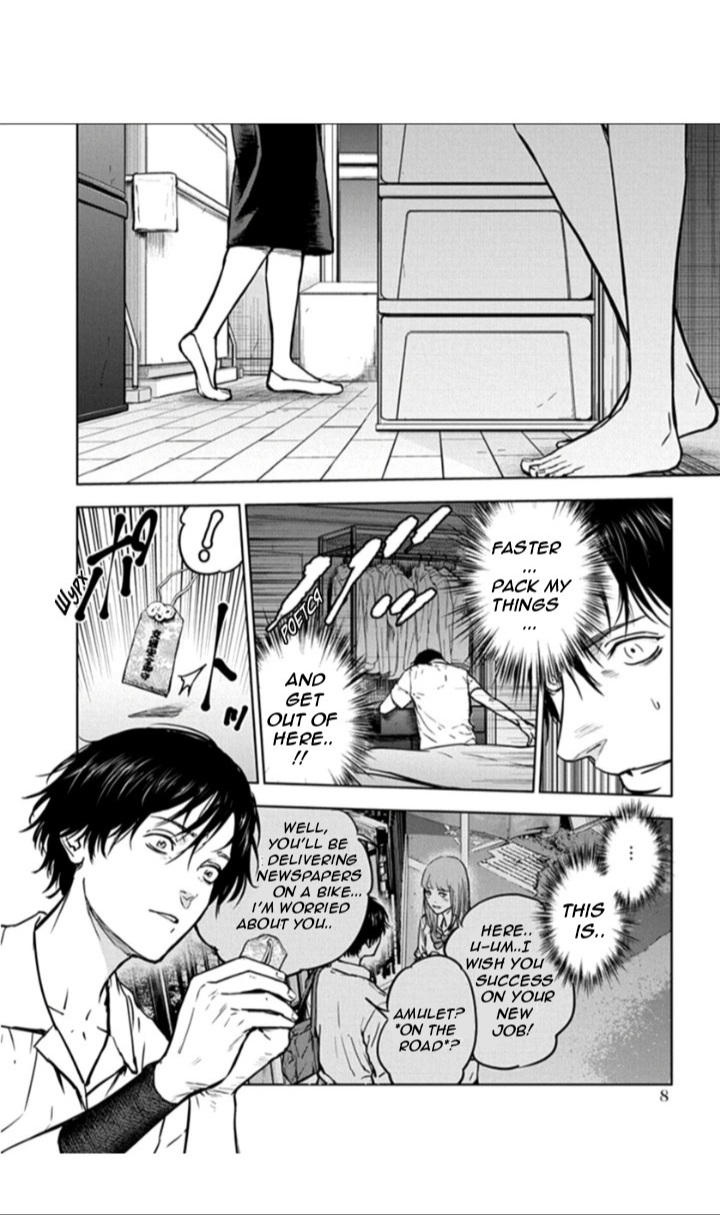 FASTER
...
PACK MY
THINGS
...
РОЕТСЯ
AND
GET
OUT OF
HERE..
!!
!
Шурх
...
THIS
IS..
HERE..
U-UM..I
WISH YOU
SUCCESS
ON YOUR
NEW
JOB!
AMULET?
*ON THE
ROAD*?
WELL,
YOU'LL BE
DELIVERING
NEWSPAPERS
ON A BIKE...
I'M WORRIED
ABOUT YOU..
8